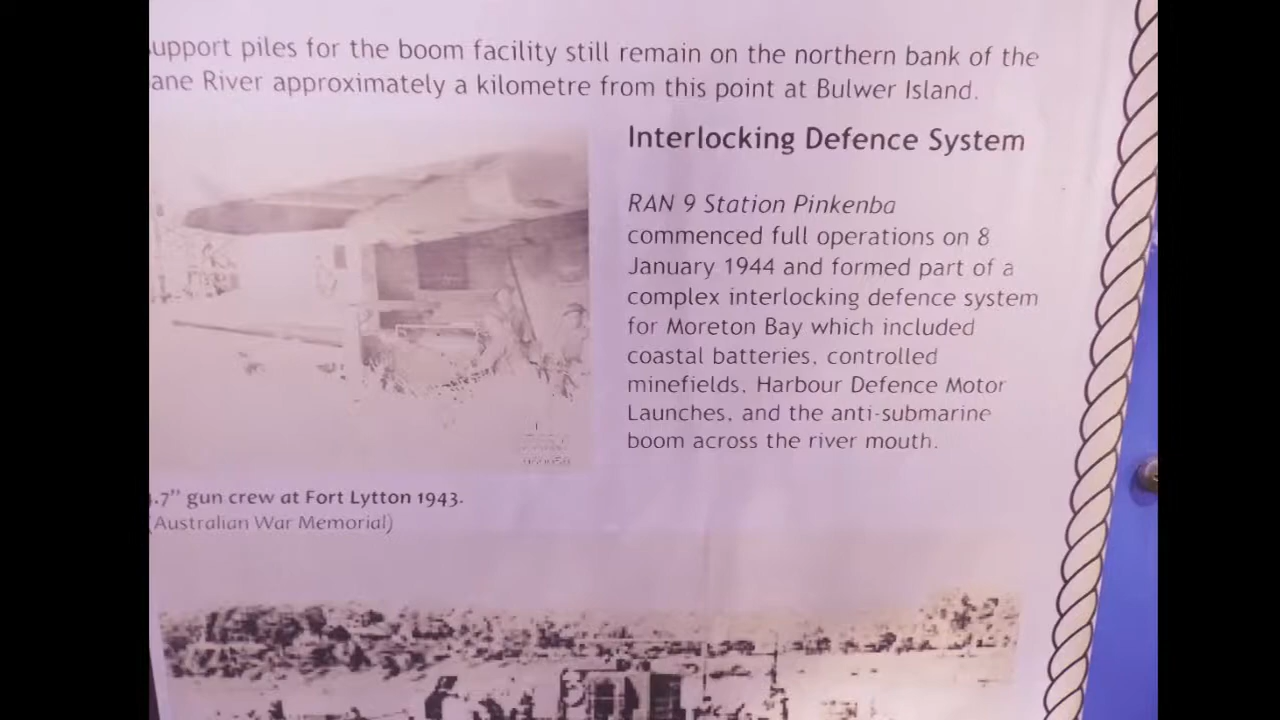 upport piles for the boom facility still remain on the northern bank of the
ane River approximately a kilometre from this point at Bulwer Island.
Interlocking Defence System
RAN 9 Station Pinkenba
commenced full operations on 8
January 1944 and formed part of a
complex interlocking defence system
for Moreton Bay which included
coastal batteries, controlled
minefields, Harbour Defence Motor
Launches, and the anti-submarine
boom across the river mouth.
.7" gun crew at Fort Lytton 1943.
(Australian War Memorial)